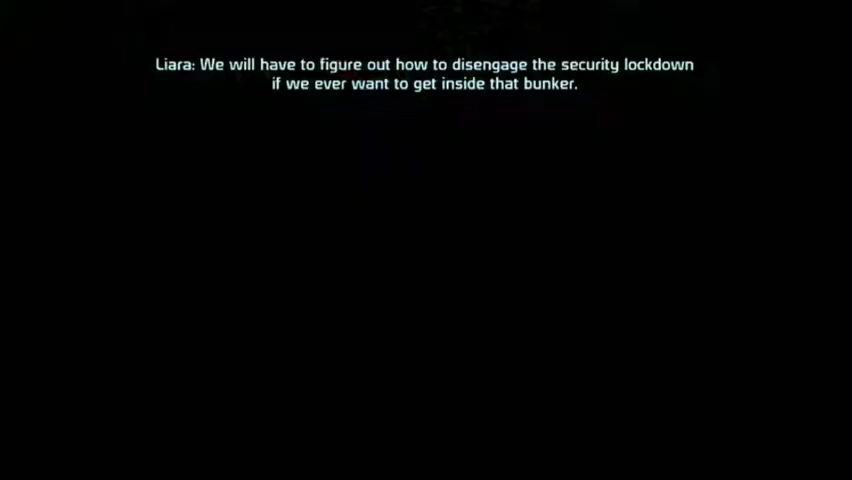 Liara: We will have to figure out how to disengage the security lockdown
if we ever want to get inside that bunker.